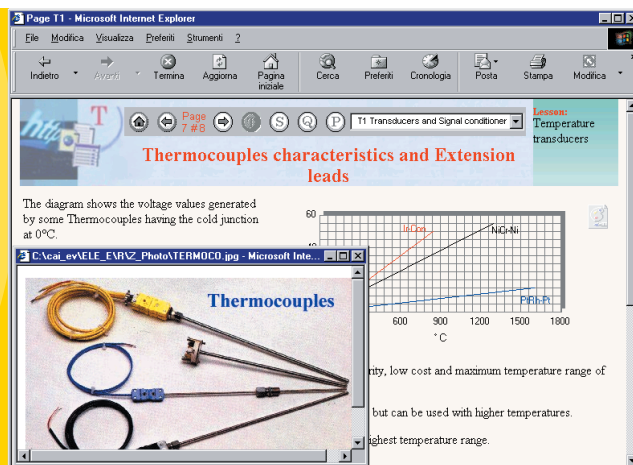 Page T1 - Microsoft Internet Explorer
File Modifica Visualizza Preferiti Strumenti ?
Indietro Avanti Termina Aggiorna Pagina iniziale Cerca Preferiti Cronologia Posta Stampa Modifica
http T
Page
7 # 8
S Q P
T1 Transducers and Signal conditioner
Lesson:
Temperature
transducers
Thermocouples characteristics and Extension
leads
The diagram shows the voltage values generated
by some Thermocouples having the cold junction
at 0°C.
60
Ir-Con
NiCr-Ni
PtRh-Pt
600 900 1200 1500 1800
°C
C:\cai_ev\ELE_E\R\Z_Photo\TERMOCO.jpg - Microsoft Inte...
Thermocouples
low cost and maximum temperature range of
but can be used with higher temperatures.
highest temperature range.